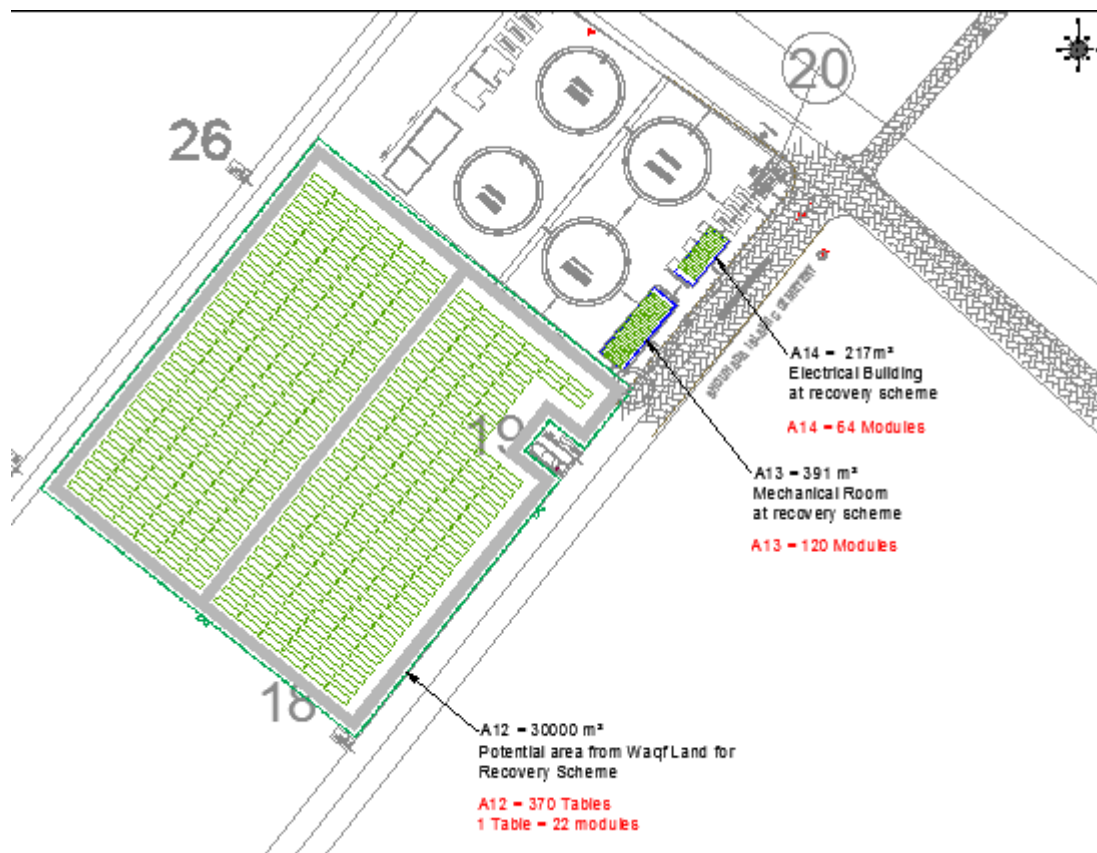 20
26
A14 = 217m²
Electrical Building
at recovery scheme
A14 = 64 Modules
19
A13 = 391 m²
Mechanical Room
at recovery scheme
A13 = 120 Modules
18
A12 = 30000 m²
Potential area from Waqf Land for
Recovery Scheme
A12 = 370 Tables
1 Table = 22 modules